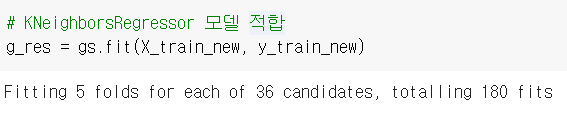 # KNeighborsRegressor 모델 적합
g_res = gs.fit(X_train_new, y_train_new)
Fitting 5 folds for each of 36 candidates, totalling 180 fits